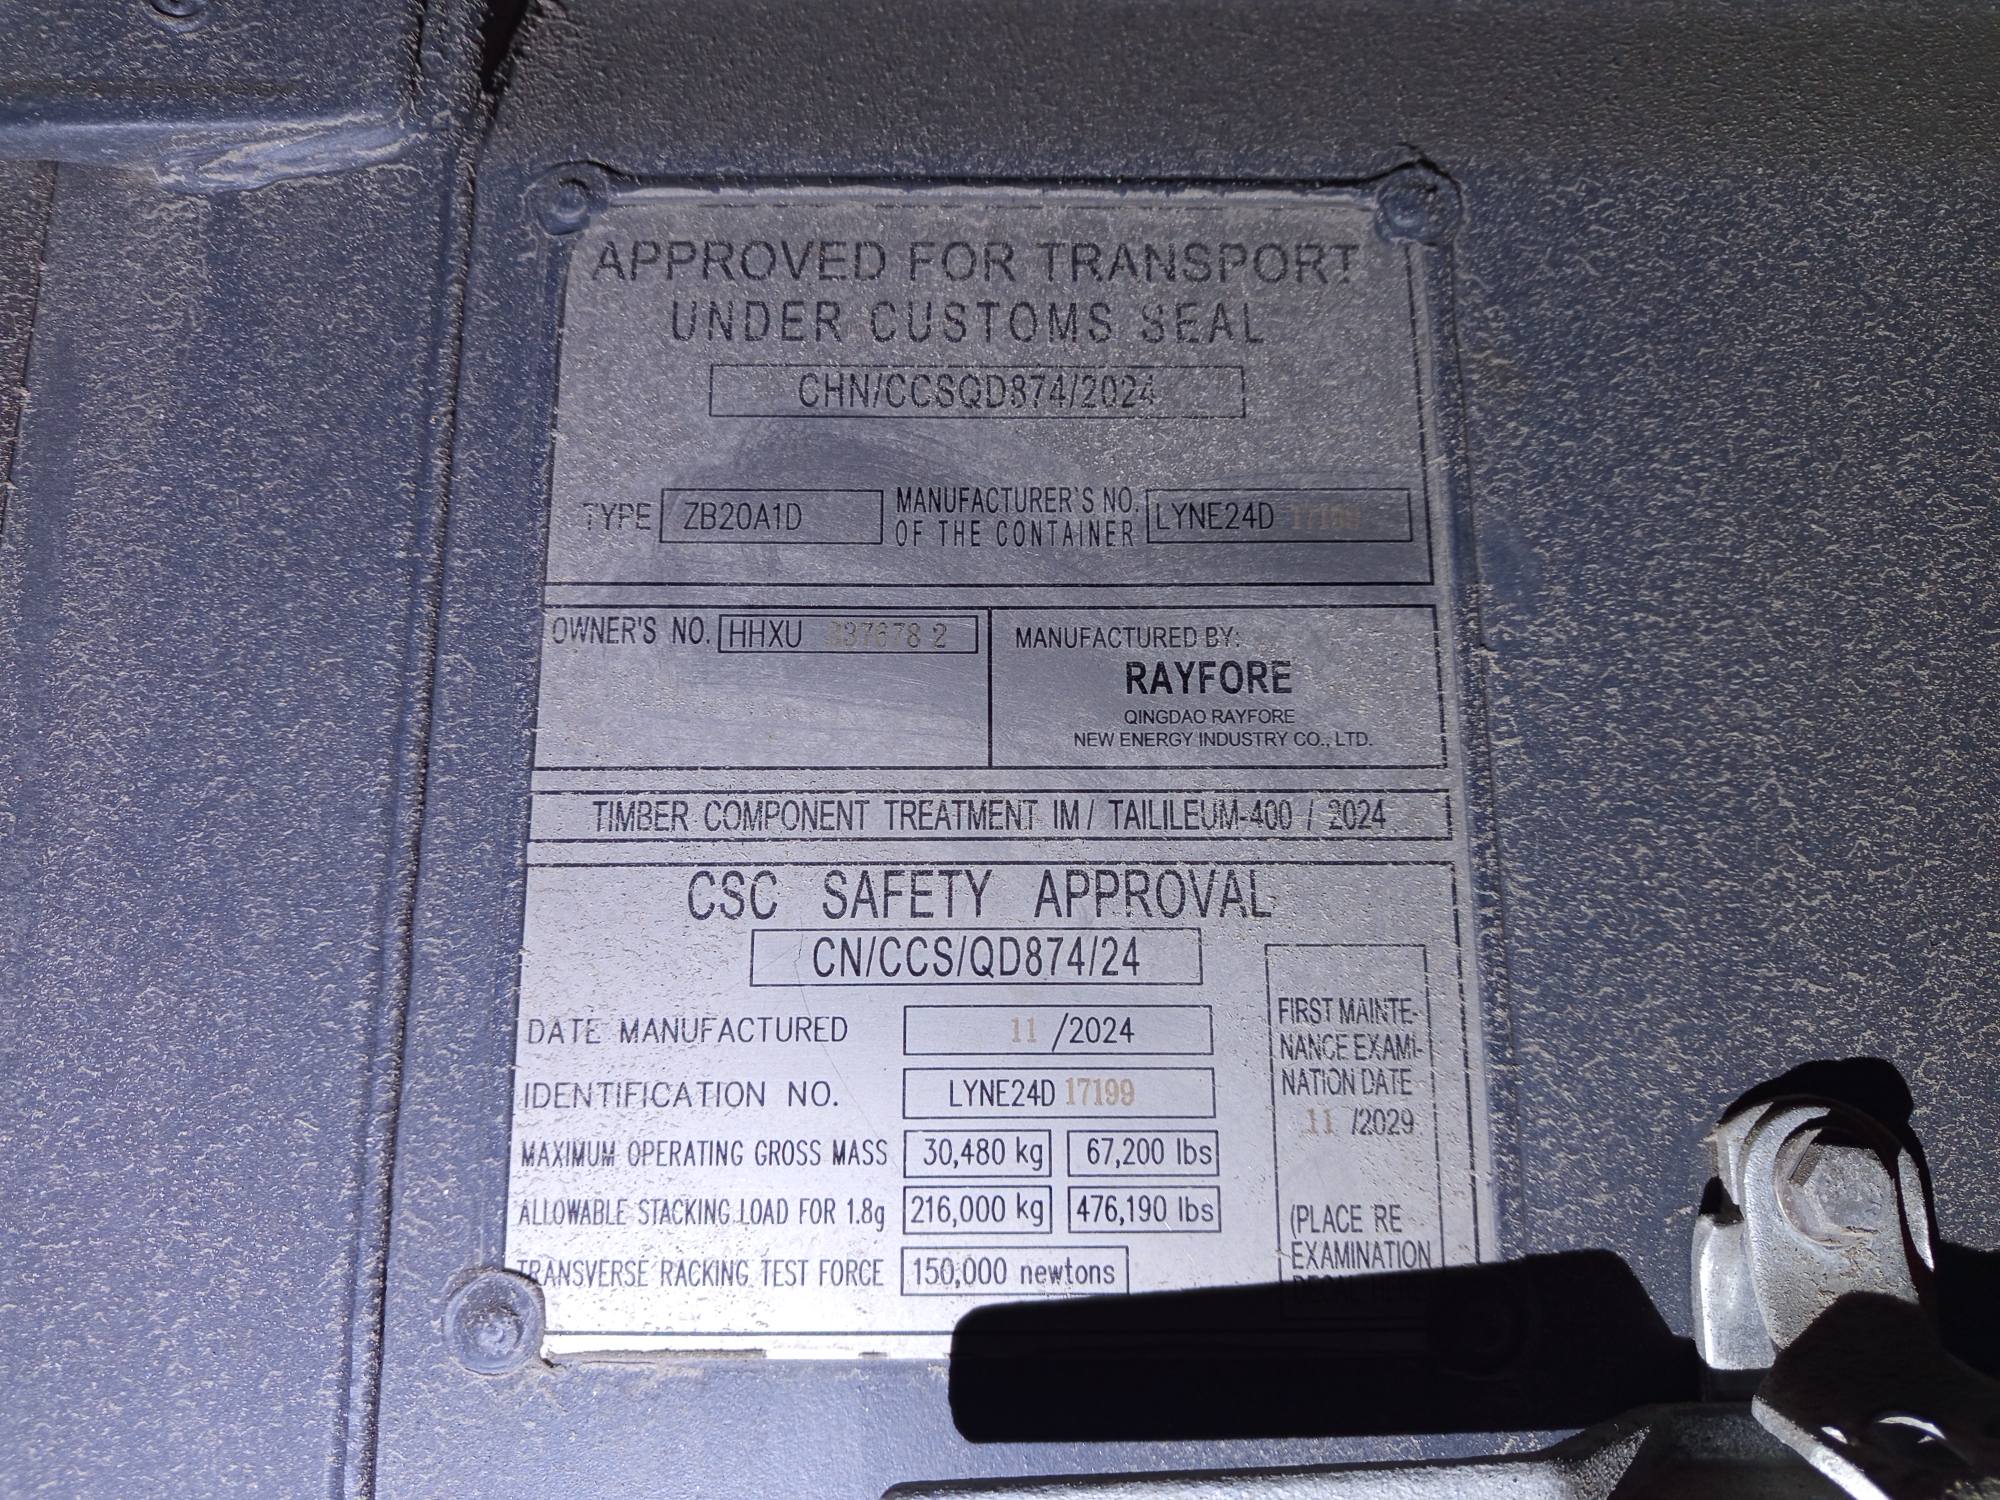 APPROVED FOR TRANSPORT
UNDER CUSTOMS SEAL
CHN/CCSQD874/2024
TYPE ZB20A1D MANUFACTURER'S NO. OF THE CONTAINER LYNE24D 17199
OWNER'S NO. HHXU
MANUFACTURED BY:
RAYFORE
QINGDAO RAYFORE
NEW ENERGY INDUSTRY CO., LTD.
TIMBER COMPONENT TREATMENT IM / TAILILEUM-400 / 2024
CSC SAFETY APPROVAL
CN/CCS/QD874/24
DATE MANUFACTURED 11 /2024
IDENTIFICATION NO. LYNE24D 17199
MAXIMUM OPERATING GROSS MASS 30,480 kg 67,200 lbs
ALLOWABLE STACKING LOAD FOR 1.8g 216,000 kg 476,190 lbs
TRANSVERSE RACKING TEST FORCE 150,000 newtons
FIRST MAINTE-
NANCE EXAMI-
NATION DATE
11 /2029
(PLACE RE
EXAMINATION